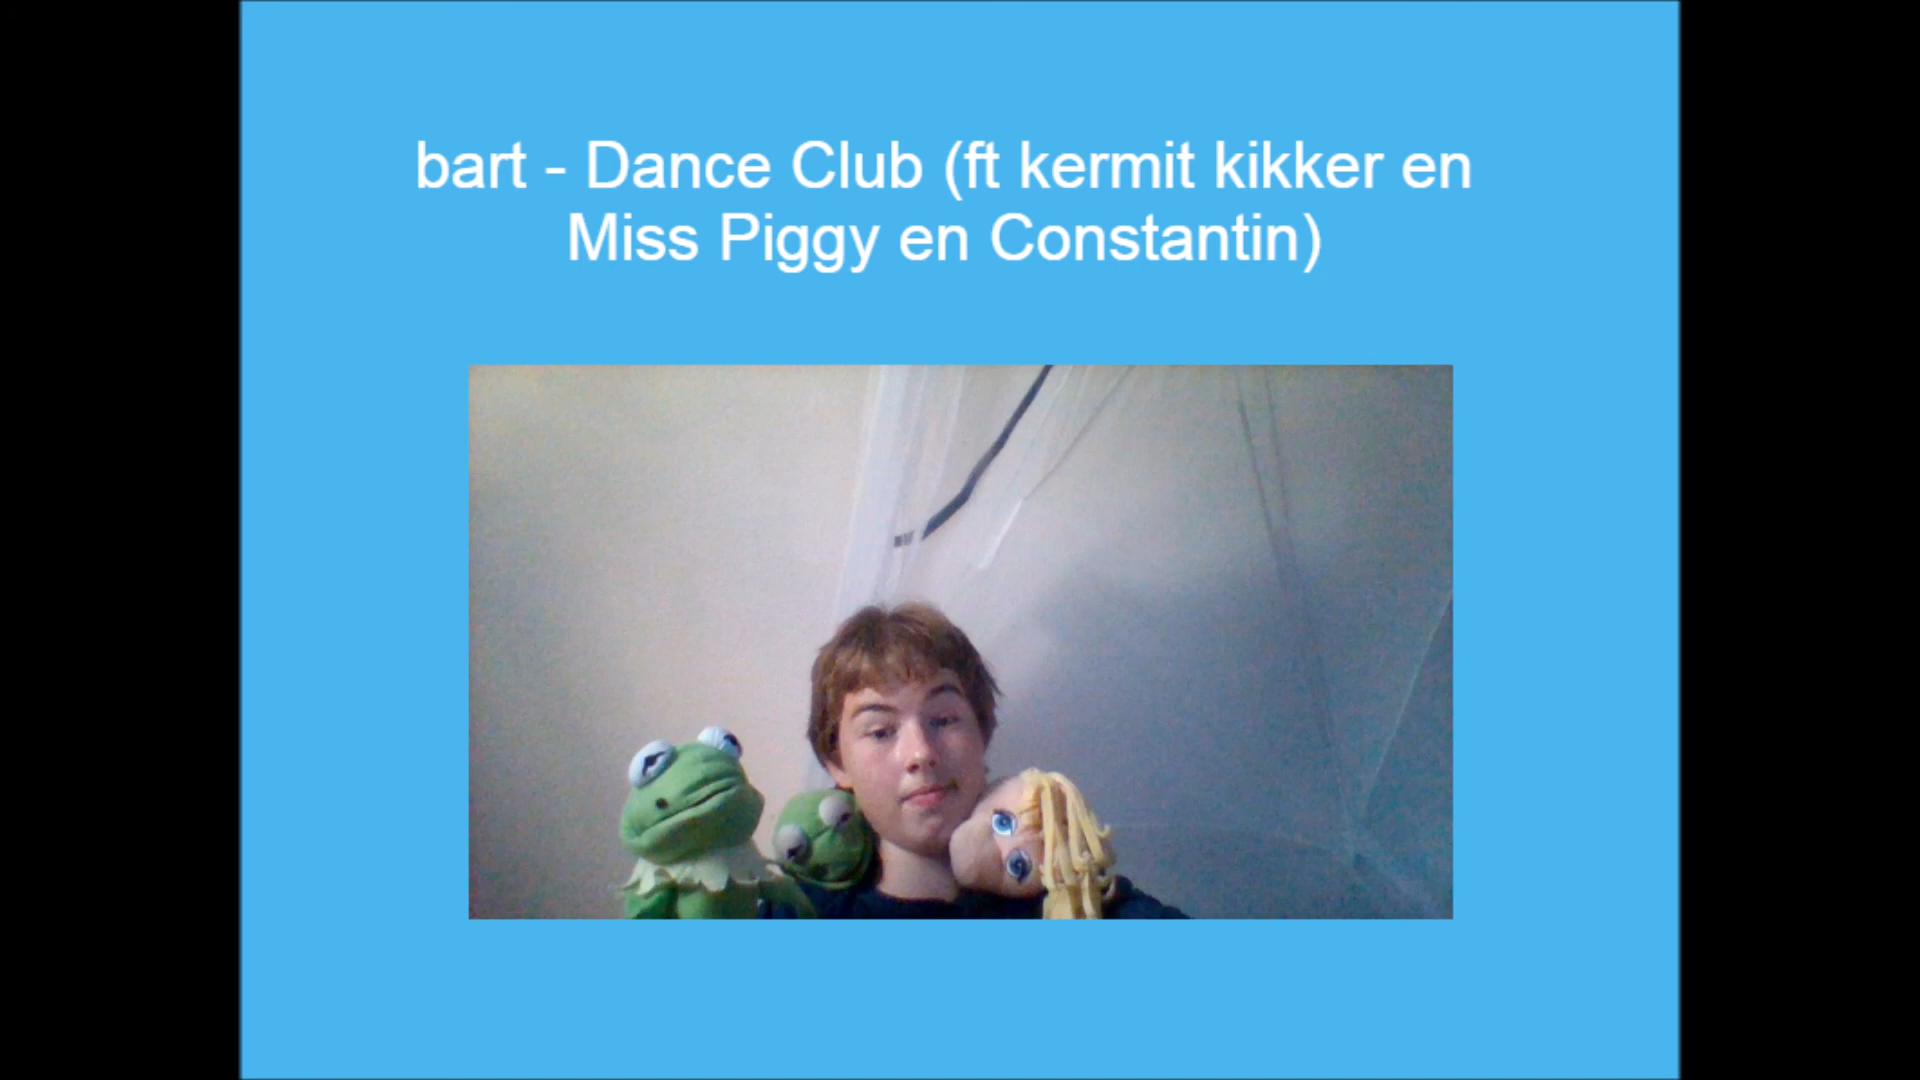 bart - Dance Club (ft kermit kikker en
Miss Piggy en Constantin)